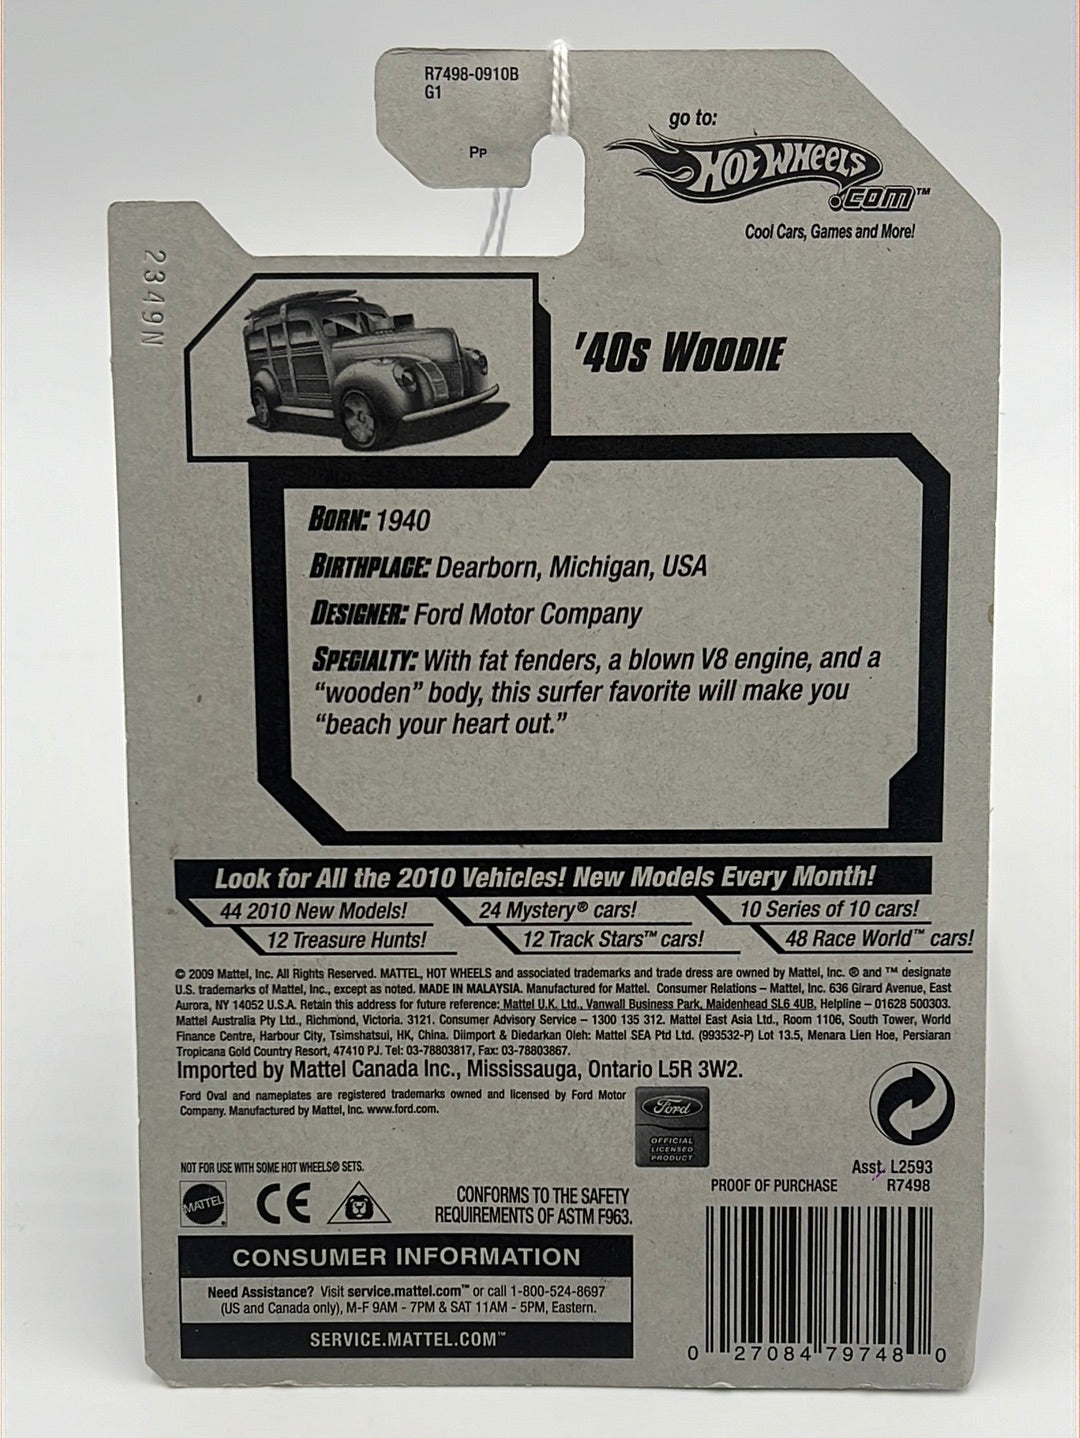 R7498-0910B
G1
PP
go to:
HOT WHEELS
.COM™
Cool Cars, Games and More!
2349N
'40s WOODIE
BORN: 1940
BIRTHPLACE: Dearborn, Michigan, USA
DESIGNER: Ford Motor Company
SPECIALTY: With fat fenders, a blown V8 engine, and a
“wooden” body, this surfer favorite will make you
“beach your heart out.”
Look for All the 2010 Vehicles! New Models Every Month!
44 2010 New Models! 24 Mystery® cars! 10 Series of 10 cars!
12 Treasure Hunts! 12 Track Stars™ cars! 48 Race World™ cars!
© 2009 Mattel, Inc. All Rights Reserved. MATTEL, HOT WHEELS and associated trademarks and trade dress are owned by Mattel, Inc. ® and ™ designate
U.S. trademarks of Mattel, Inc., except as noted. MADE IN MALAYSIA. Manufactured for Mattel. Consumer Relations – Mattel, Inc. 636 Girard Avenue, East
Aurora, NY 14052 U.S.A. Retain this address for future reference: Mattel U.K. Ltd., Vanwall Business Park, Maidenhead SL6 4UB, Helpline – 01628 500303.
Mattel Australia Pty Ltd., Richmond, Victoria. 3121. Consumer Advisory Service – 1300 135 312. Mattel East Asia Ltd., Room 1106, South Tower, World
Finance Centre, Harbour City, Tsimshatsui, HK, China. Diimport & Diedarkan Oleh: Mattel SEA Ptd Ltd. (993532-P) Lot 13.5, Menara Lien Hoe, Persiaran
Tropicana Gold Country Resort, 47410 PJ. Tel: 03-78803817, Fax: 03-78803867.
Imported by Mattel Canada Inc., Mississauga, Ontario L5R 3W2.
Ford Oval and nameplates are registered trademarks owned and licensed by Ford Motor
Company. Manufactured by Mattel, Inc. www.ford.com.
Ford
OFFICIAL
LICENSED
PRODUCT
NOT FOR USE WITH SOME HOT WHEELS® SETS.
MATTEL
CE
CONFORMS TO THE SAFETY
REQUIREMENTS OF ASTM F963.
Asst. L2593
PROOF OF PURCHASE R7498
CONSUMER INFORMATION
Need Assistance? Visit service.mattel.com™ or call 1-800-524-8697
(US and Canada only), M-F 9AM - 7PM & SAT 11AM - 5PM, Eastern.
SERVICE.MATTEL.COM™
0 27084 79748 0